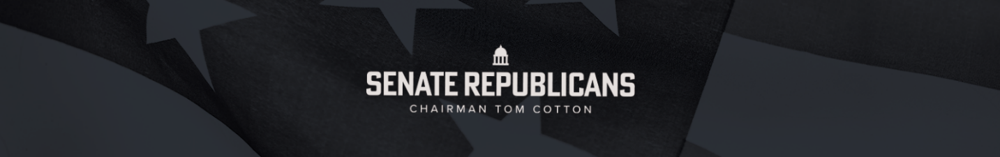 SENATE REPUBLICANS
CHAIRMAN TOM COTTON